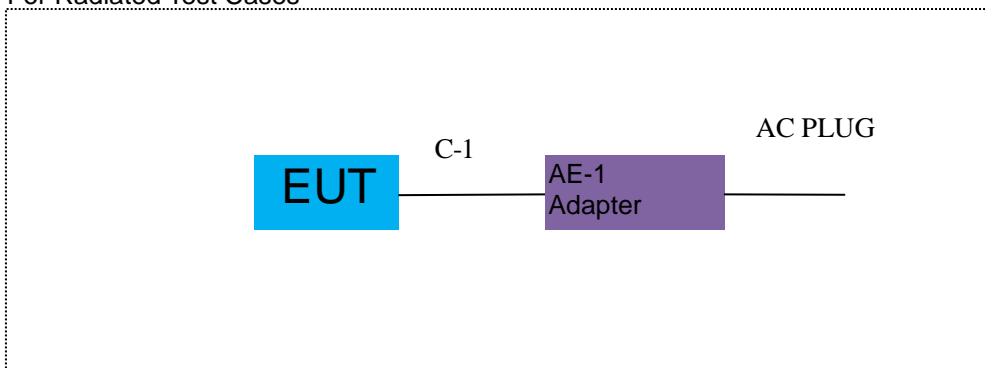 For Radiated Test Cases
AC PLUG
C-1
EUT
AE-1
Adapter